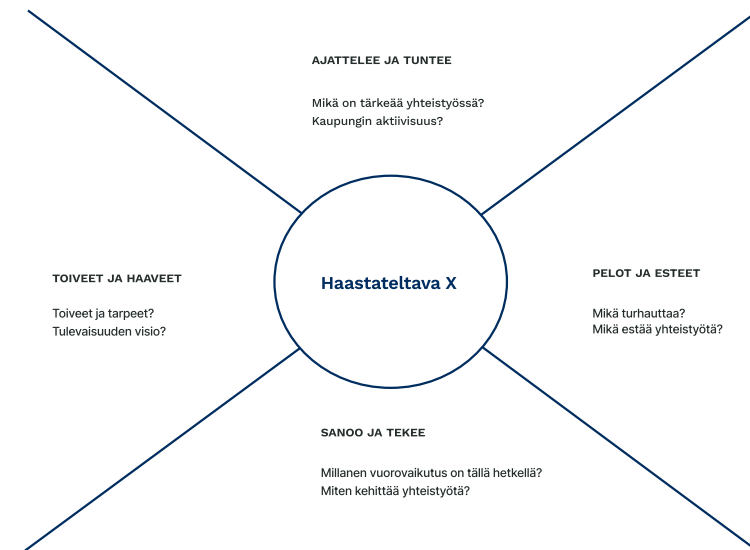 AJATTELEE JA TUNTEE
Mikä on tärkeää yhteistyössä?
Kaupungin aktiivisuus?
TOIVEET JA HAAVEET
Toiveet ja tarpeet?
Tulevaisuuden visio?
Haastateltava X
PELOT JA ESTEET
Mikä turhauttaa?
Mikä estää yhteistyötä?
SANOO JA TEKEE
Millanen vuorovaikutus on tällä hetkellä?
Miten kehittää yhteistyötä?